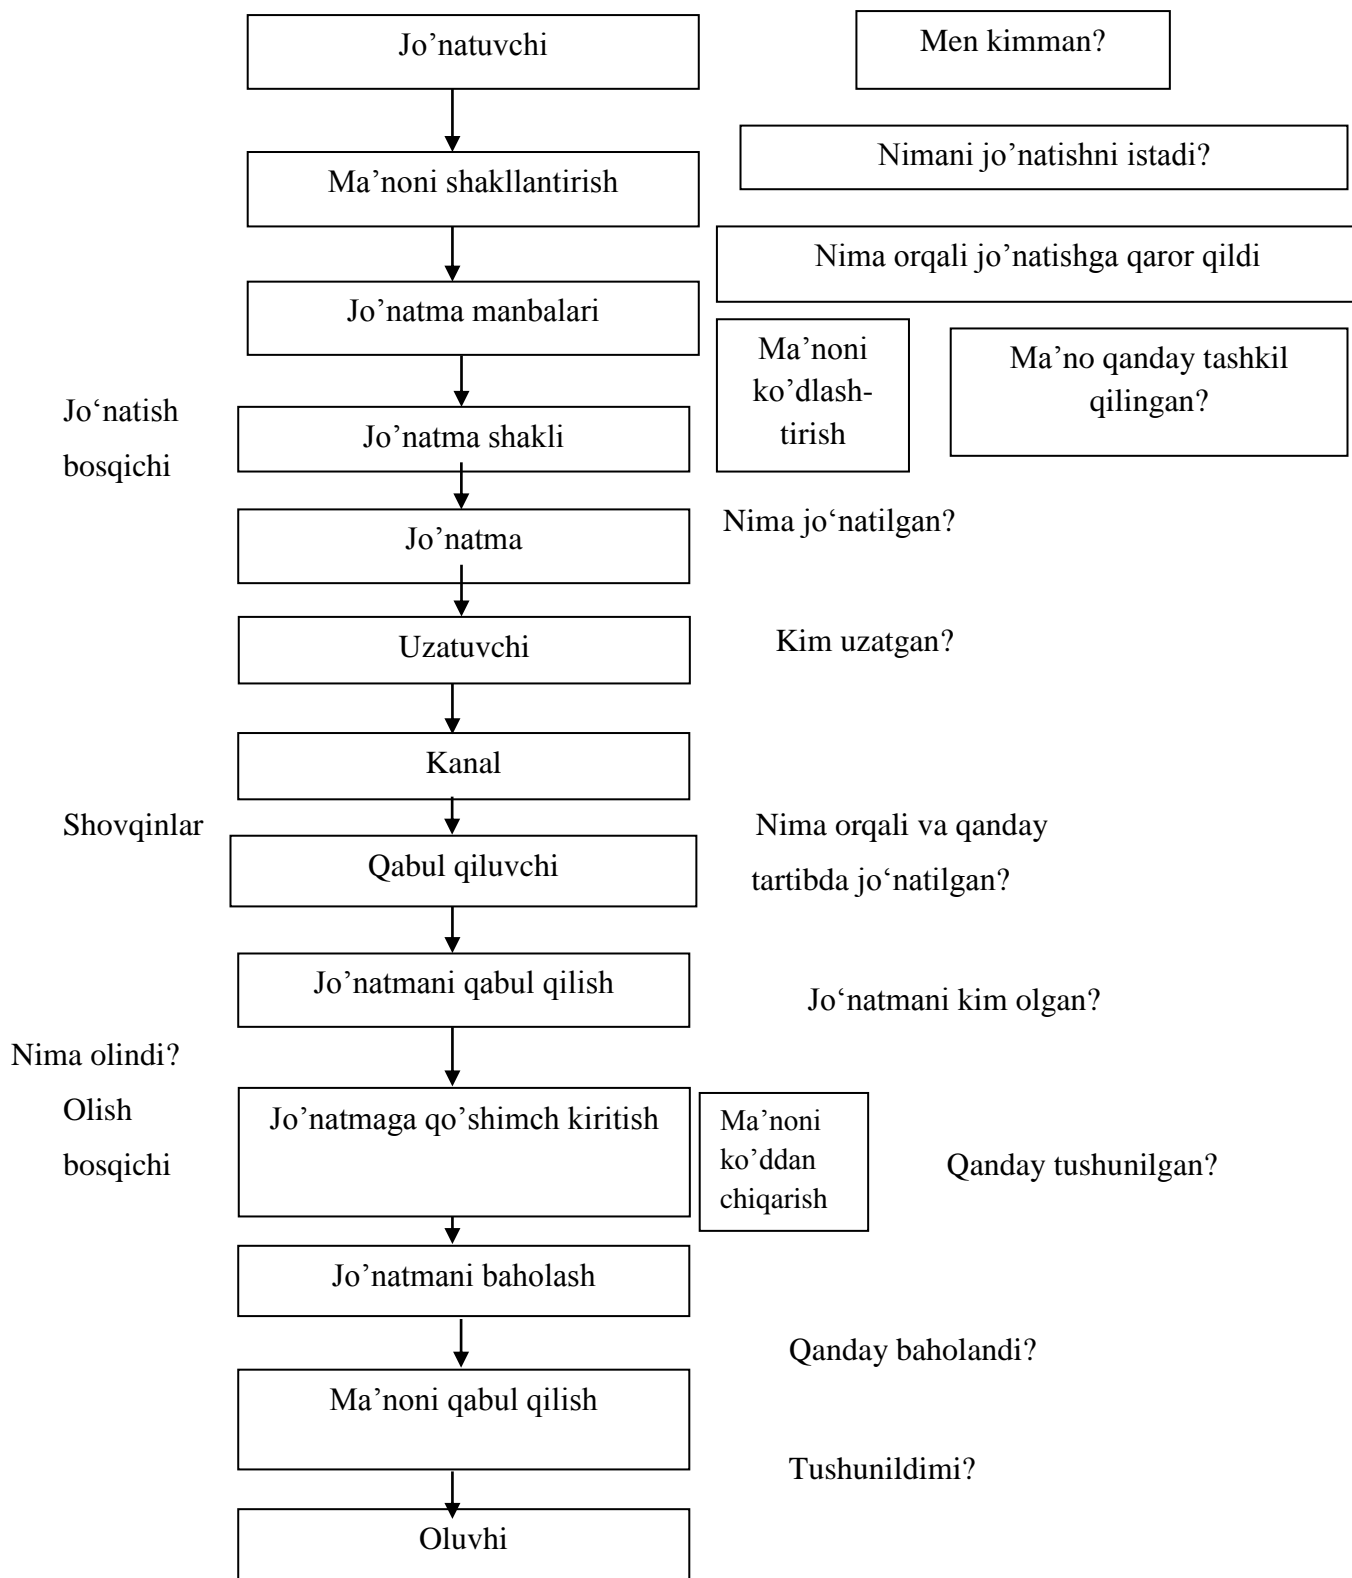 Jo’natuvchi
Men kimman?
Nimani jo’natishni istadi?
Ma’noni shakllantirish
Nima orqali jo’natishga qaror qildi
Jo’natma manbalari
Ma’noni
ko’dlash-
tirish
Ma’no qanday tashkil
qilingan?
Jo‘natish
bosqichi
Jo’natma shakli
Nima jo‘natilgan?
Jo’natma
Uzatuvchi
Kim uzatgan?
Kanal
Shovqinlar
Nima orqali va qanday
tartibda jo‘natilgan?
Qabul qiluvchi
Jo’natmani qabul qilish
Jo‘natmani kim olgan?
Nima olindi?
Olish
bosqichi
Jo’natmaga qo’shimch kiritish
Ma’noni
ko’ddan
chiqarish
Qanday tushunilgan?
Jo’natmani baholash
Qanday baholandi?
Ma’noni qabul qilish
Tushunildimi?
Oluvhi